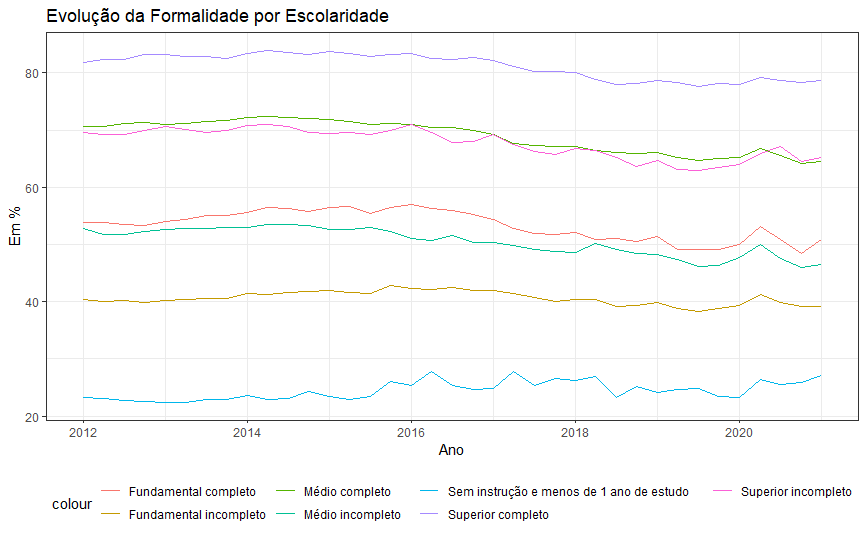 Evolução da Formalidade por Escolaridade
Em %
80
60
40
20
2012 2014 2016 2018 2020
Ano
colour
Fundamental completo Médio completo Sem instrução e menos de 1 ano de estudo Superior incompleto
Fundamental incompleto Médio incompleto Superior completo